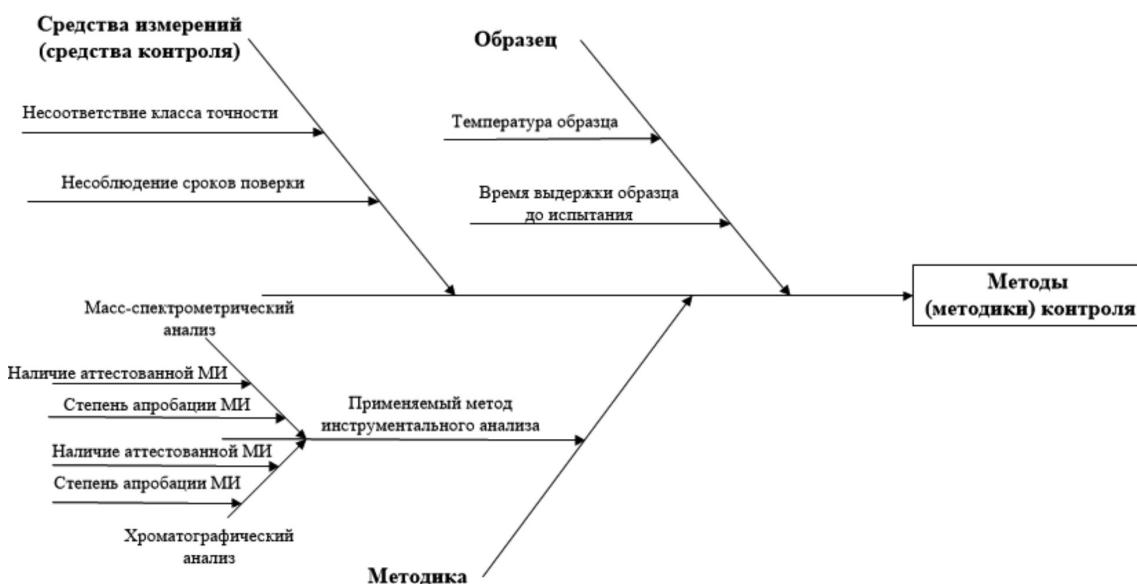 Средства измерений
(средства контроля)
Образец
Несоответствие класса точности
Температура образца
Несоблюдение сроков поверки
Время выдержки образца
до испытания
Методы
(методики) контроля
Масс-спектрометрический
анализ
Наличие аттестованной МИ
Степень апробации МИ
Применяемый метод
инструментального анализа
Наличие аттестованной МИ
Степень апробации МИ
Хроматографический
анализ
Методика